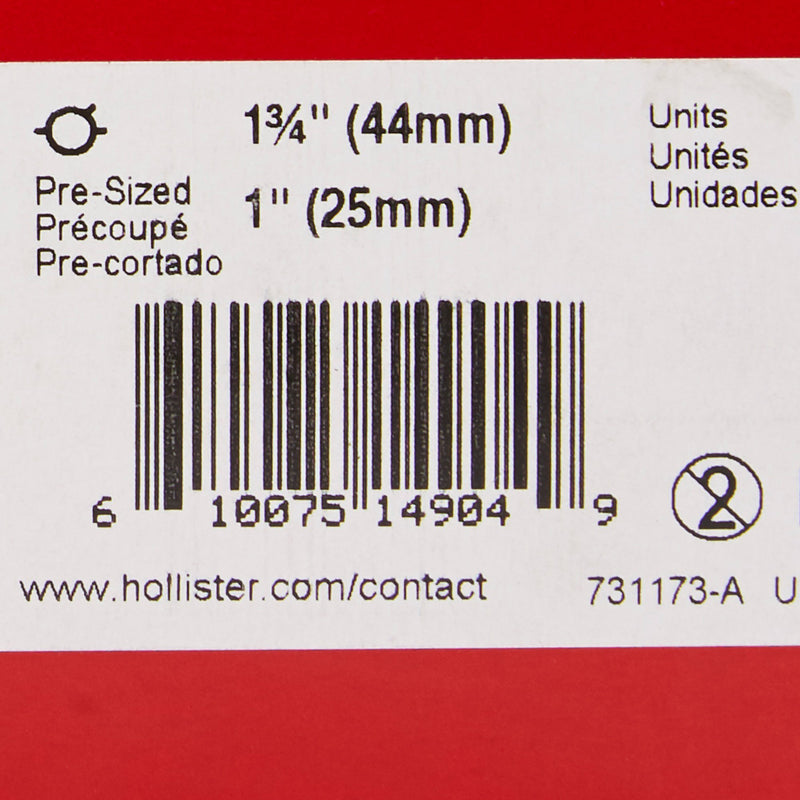 1¾" (44mm)
Pre-Sized
Précoupé
Pre-cortado
1" (25mm)
Units
Unités
Unidades
6 10075 14904 9
2
www.hollister.com/contact
731173-A U